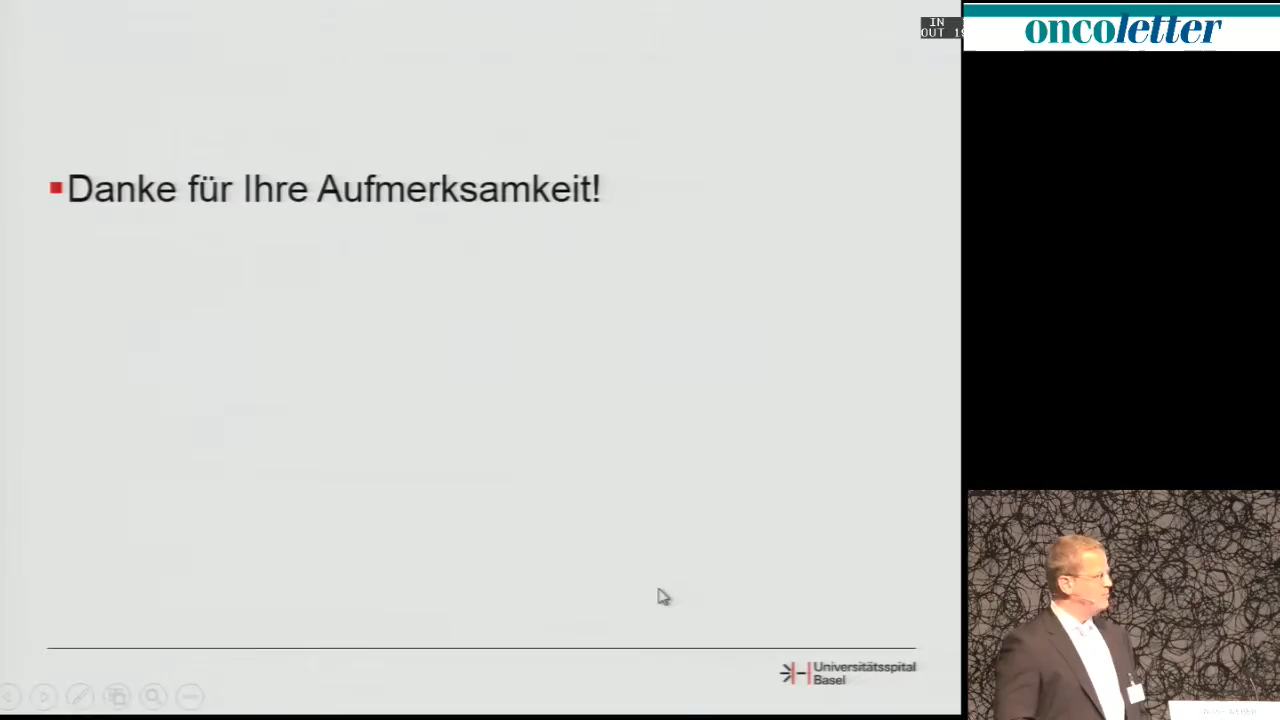 IN
OUT
oncoletter
Danke für Ihre Aufmerksamkeit!
Universitätsspital
Basel